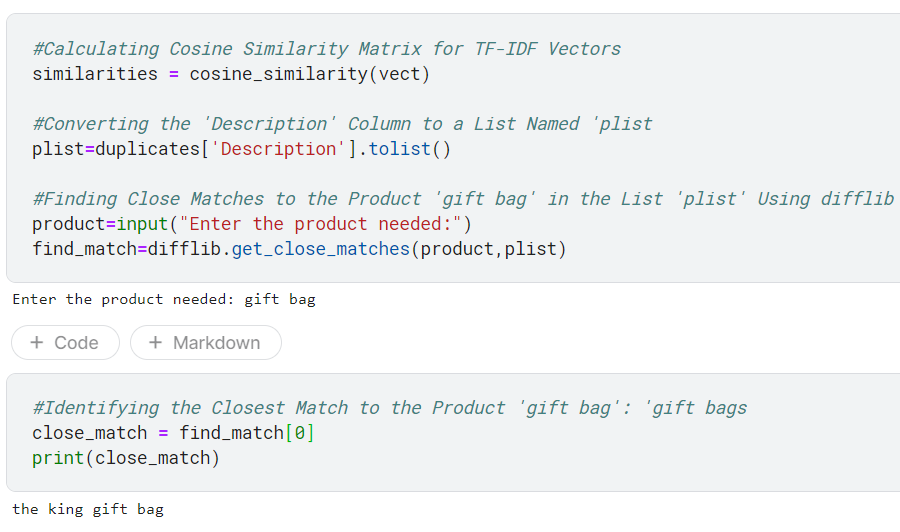 #Calculating Cosine Similarity Matrix for TF-IDF Vectors
similarities = cosine_similarity(vect)
#Converting the 'Description' Column to a List Named 'plist
plist=duplicates['Description'].tolist()
#Finding Close Matches to the Product 'gift bag' in the List 'plist' Using difflib
product=input("Enter the product needed:")
find_match=difflib.get_close_matches(product,plist)
Enter the product needed: gift bag
+ Code + Markdown
#Identifying the Closest Match to the Product 'gift bag': 'gift bags
close_match = find_match[0]
print(close_match)
the king gift bag